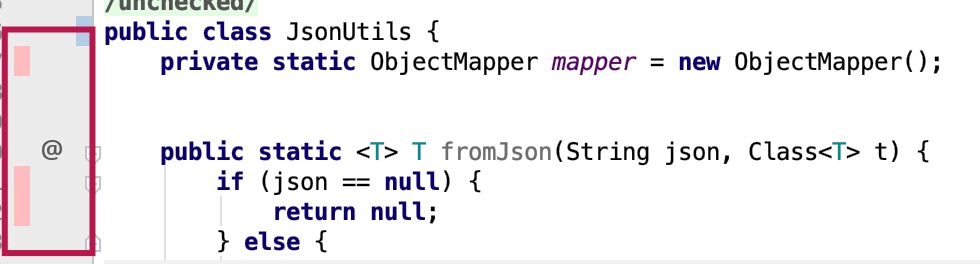 /unchecked/
public class JsonUtils {
private static ObjectMapper mapper = new ObjectMapper();
@ public static <T> T fromJson(String json, Class<T> t) {
if (json == null) {
return null;
} else {